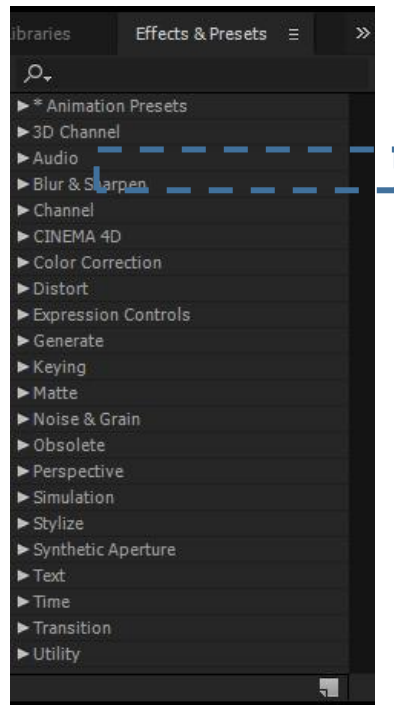 ibraries Effects & Presets
* Animation Presets
3D Channel
Audio
Blur & Sharpen
Channel
CINEMA 4D
Color Correction
Distort
Expression Controls
Generate
Keying
Matte
Noise & Grain
Obsolete
Perspective
Simulation
Stylize
Synthetic Aperture
Text
Time
Transition
Utility